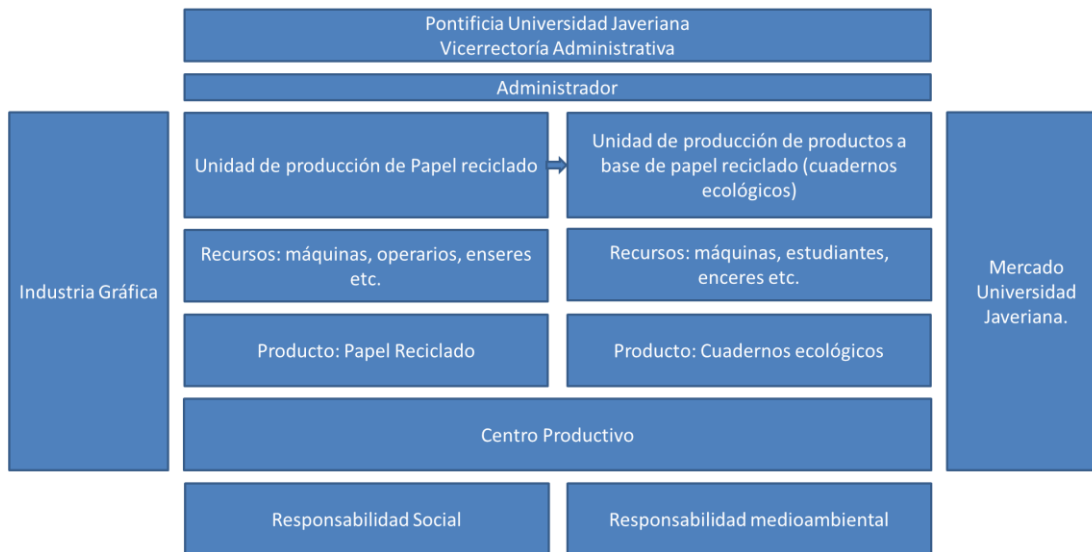 Pontificia Universidad Javeriana
Vicerrectoría Administrativa
Administrador
Industria Gráfica
Unidad de producción de Papel reciclado
Unidad de producción de productos a
base de papel reciclado (cuadernos
ecológicos)
Recursos: máquinas, operarios, enseres
etc.
Recursos: máquinas, estudiantes,
enceres etc.
Mercado
Universidad
Javeriana.
Producto: Papel Reciclado
Producto: Cuadernos ecológicos
Centro Productivo
Responsabilidad Social
Responsabilidad medioambiental